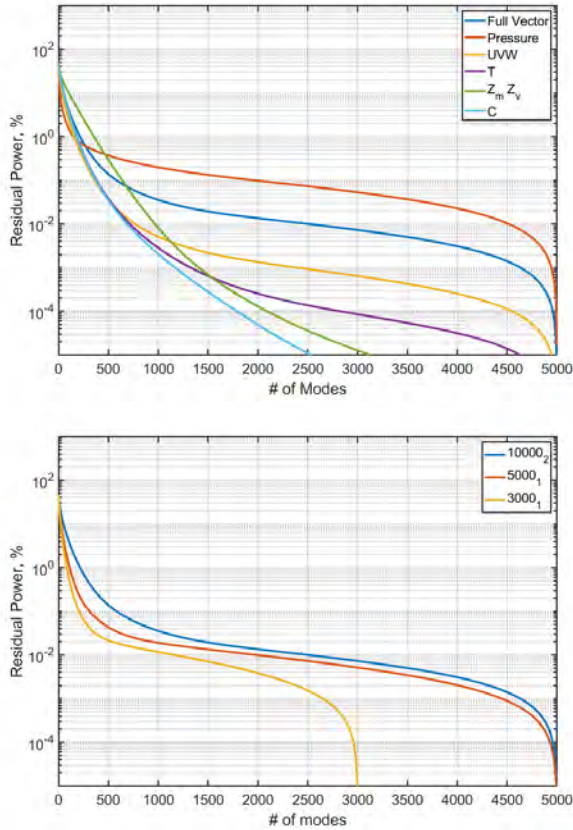 10^2
10^0
10^-2
10^-4
Residual Power, %
Full Vector
Pressure
UVW
T
Z_m Z_v
C
0 500 1000 1500 2000 2500 3000 3500 4000 4500 5000
# of Modes
10^2
10^0
10^-2
10^-4
Residual Power, %
10000_2
5000_1
3000_1
0 500 1000 1500 2000 2500 3000 3500 4000 4500 5000
# of modes